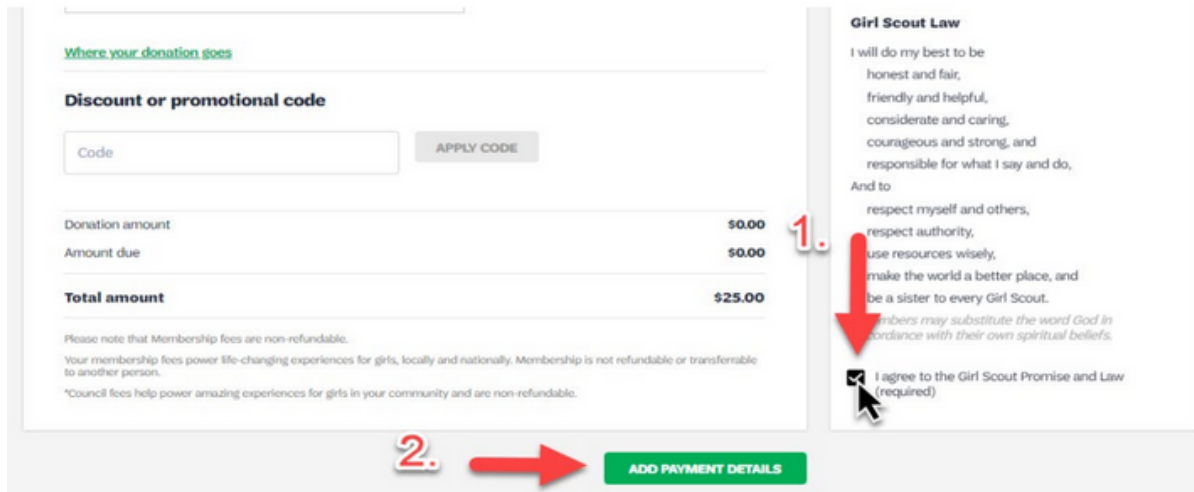 Where your donation goes
Discount or promotional code
Code
APPLY CODE
Donation amount $0.00
Amount due $0.00
Total amount $25.00
Please note that Membership fees are non-refundable.
Your membership fees power life-changing experiences for girls, locally and nationally. Membership is not refundable or transferrable
to another person.
*Council fees help power amazing experiences for girls in your community and are non-refundable.
Girl Scout Law
I will do my best to be
honest and fair,
friendly and helpful,
considerate and caring,
courageous and strong, and
responsible for what I say and do,
And to
respect myself and others,
respect authority,
use resources wisely,
make the world a better place, and
be a sister to every Girl Scout.
may substitute the word God in
with their own spiritual beliefs.
1.
I agree to the Girl Scout Promise and Law
(required)
2.
ADD PAYMENT DETAILS